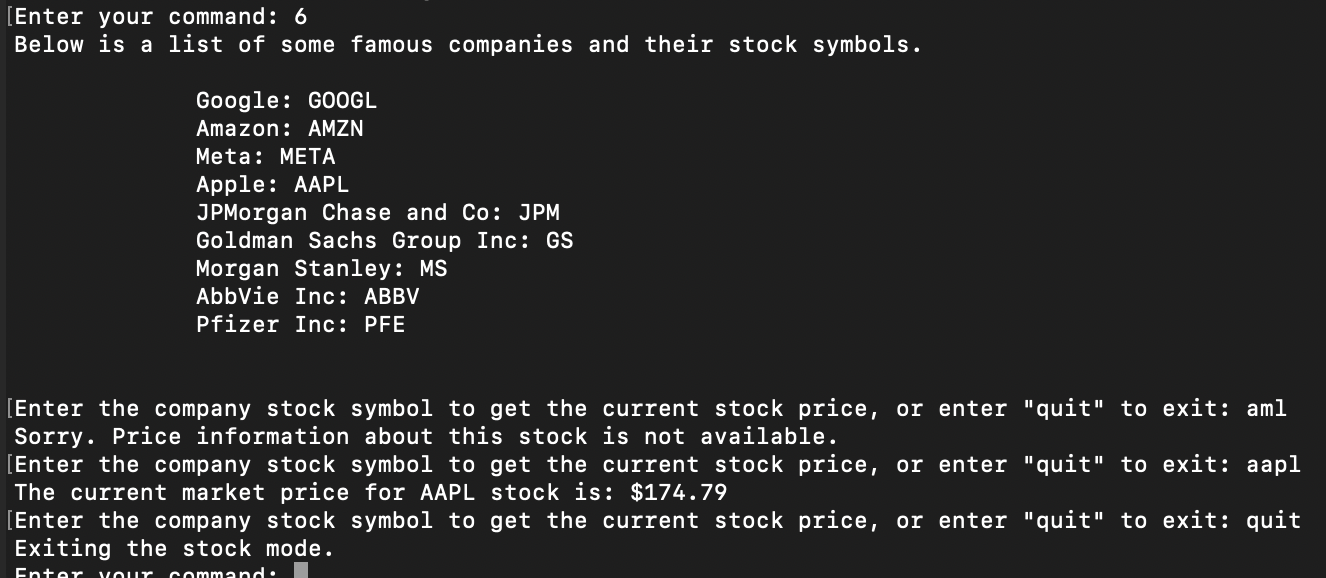 [Enter your command: 6
Below is a list of some famous companies and their stock symbols.
Google: GOOGL
Amazon: AMZN
Meta: META
Apple: AAPL
JPMorgan Chase and Co: JPM
Goldman Sachs Group Inc: GS
Morgan Stanley: MS
AbbVie Inc: ABBV
Pfizer Inc: PFE
[Enter the company stock symbol to get the current stock price, or enter "quit" to exit: aml
Sorry. Price information about this stock is not available.
[Enter the company stock symbol to get the current stock price, or enter "quit" to exit: aapl
The current market price for AAPL stock is: $174.79
[Enter the company stock symbol to get the current stock price, or enter "quit" to exit: quit
Exiting the stock mode.
Enter your command: